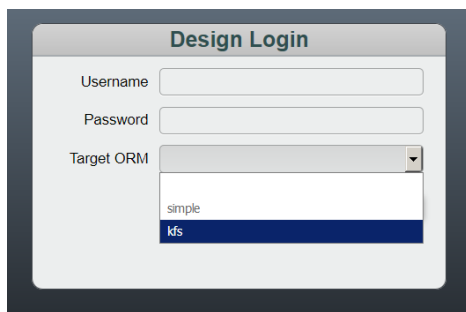 Design Login
Username
Password
Target ORM
simple
kfs